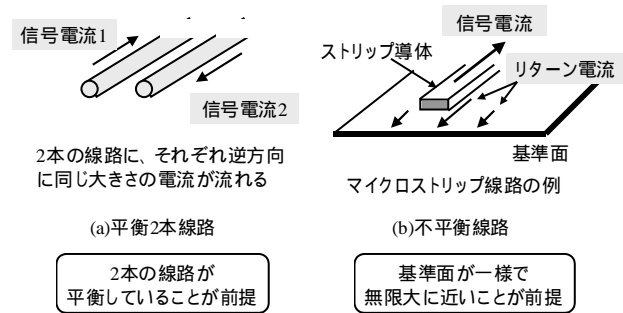 信号電流1
信号電流2
2本の線路に、それぞれ逆方向
に同じ大きさの電流が流れる
(a)平衡2本線路
2本の線路が
平衡していることが前提
信号電流
ストリップ導体
リターン電流
基準面
マイクロストリップ線路の例
(b)不平衡線路
基準面が一様で
無限大に近いことが前提